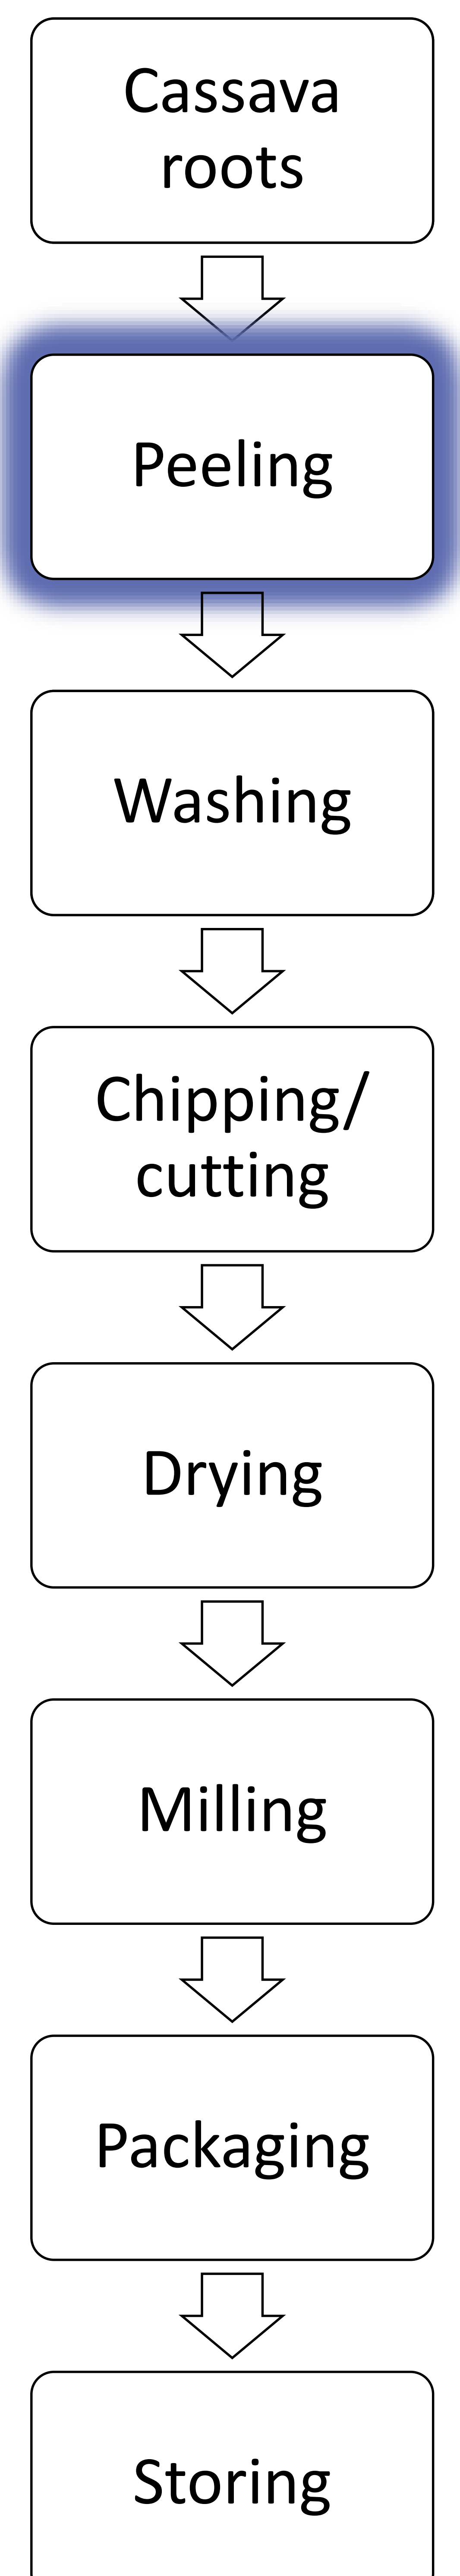 Cassava
roots
Peeling
Washing
Chipping/
cutting
Drying
Milling
Packaging
Storing